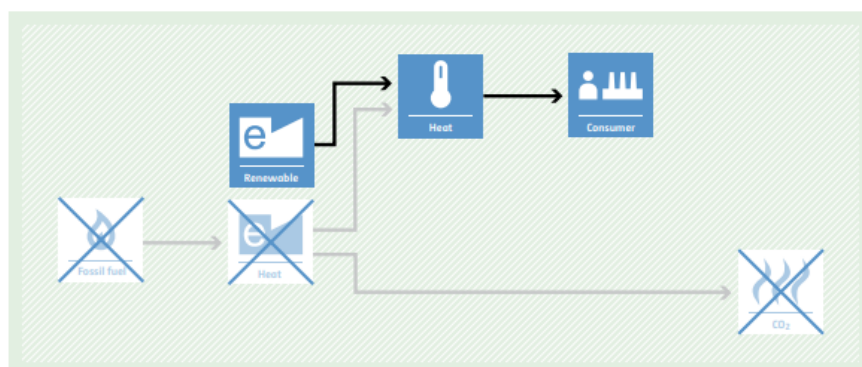 Heat
Consumer
e
Renewable
Fossil fuel
e
Heat
CO₂